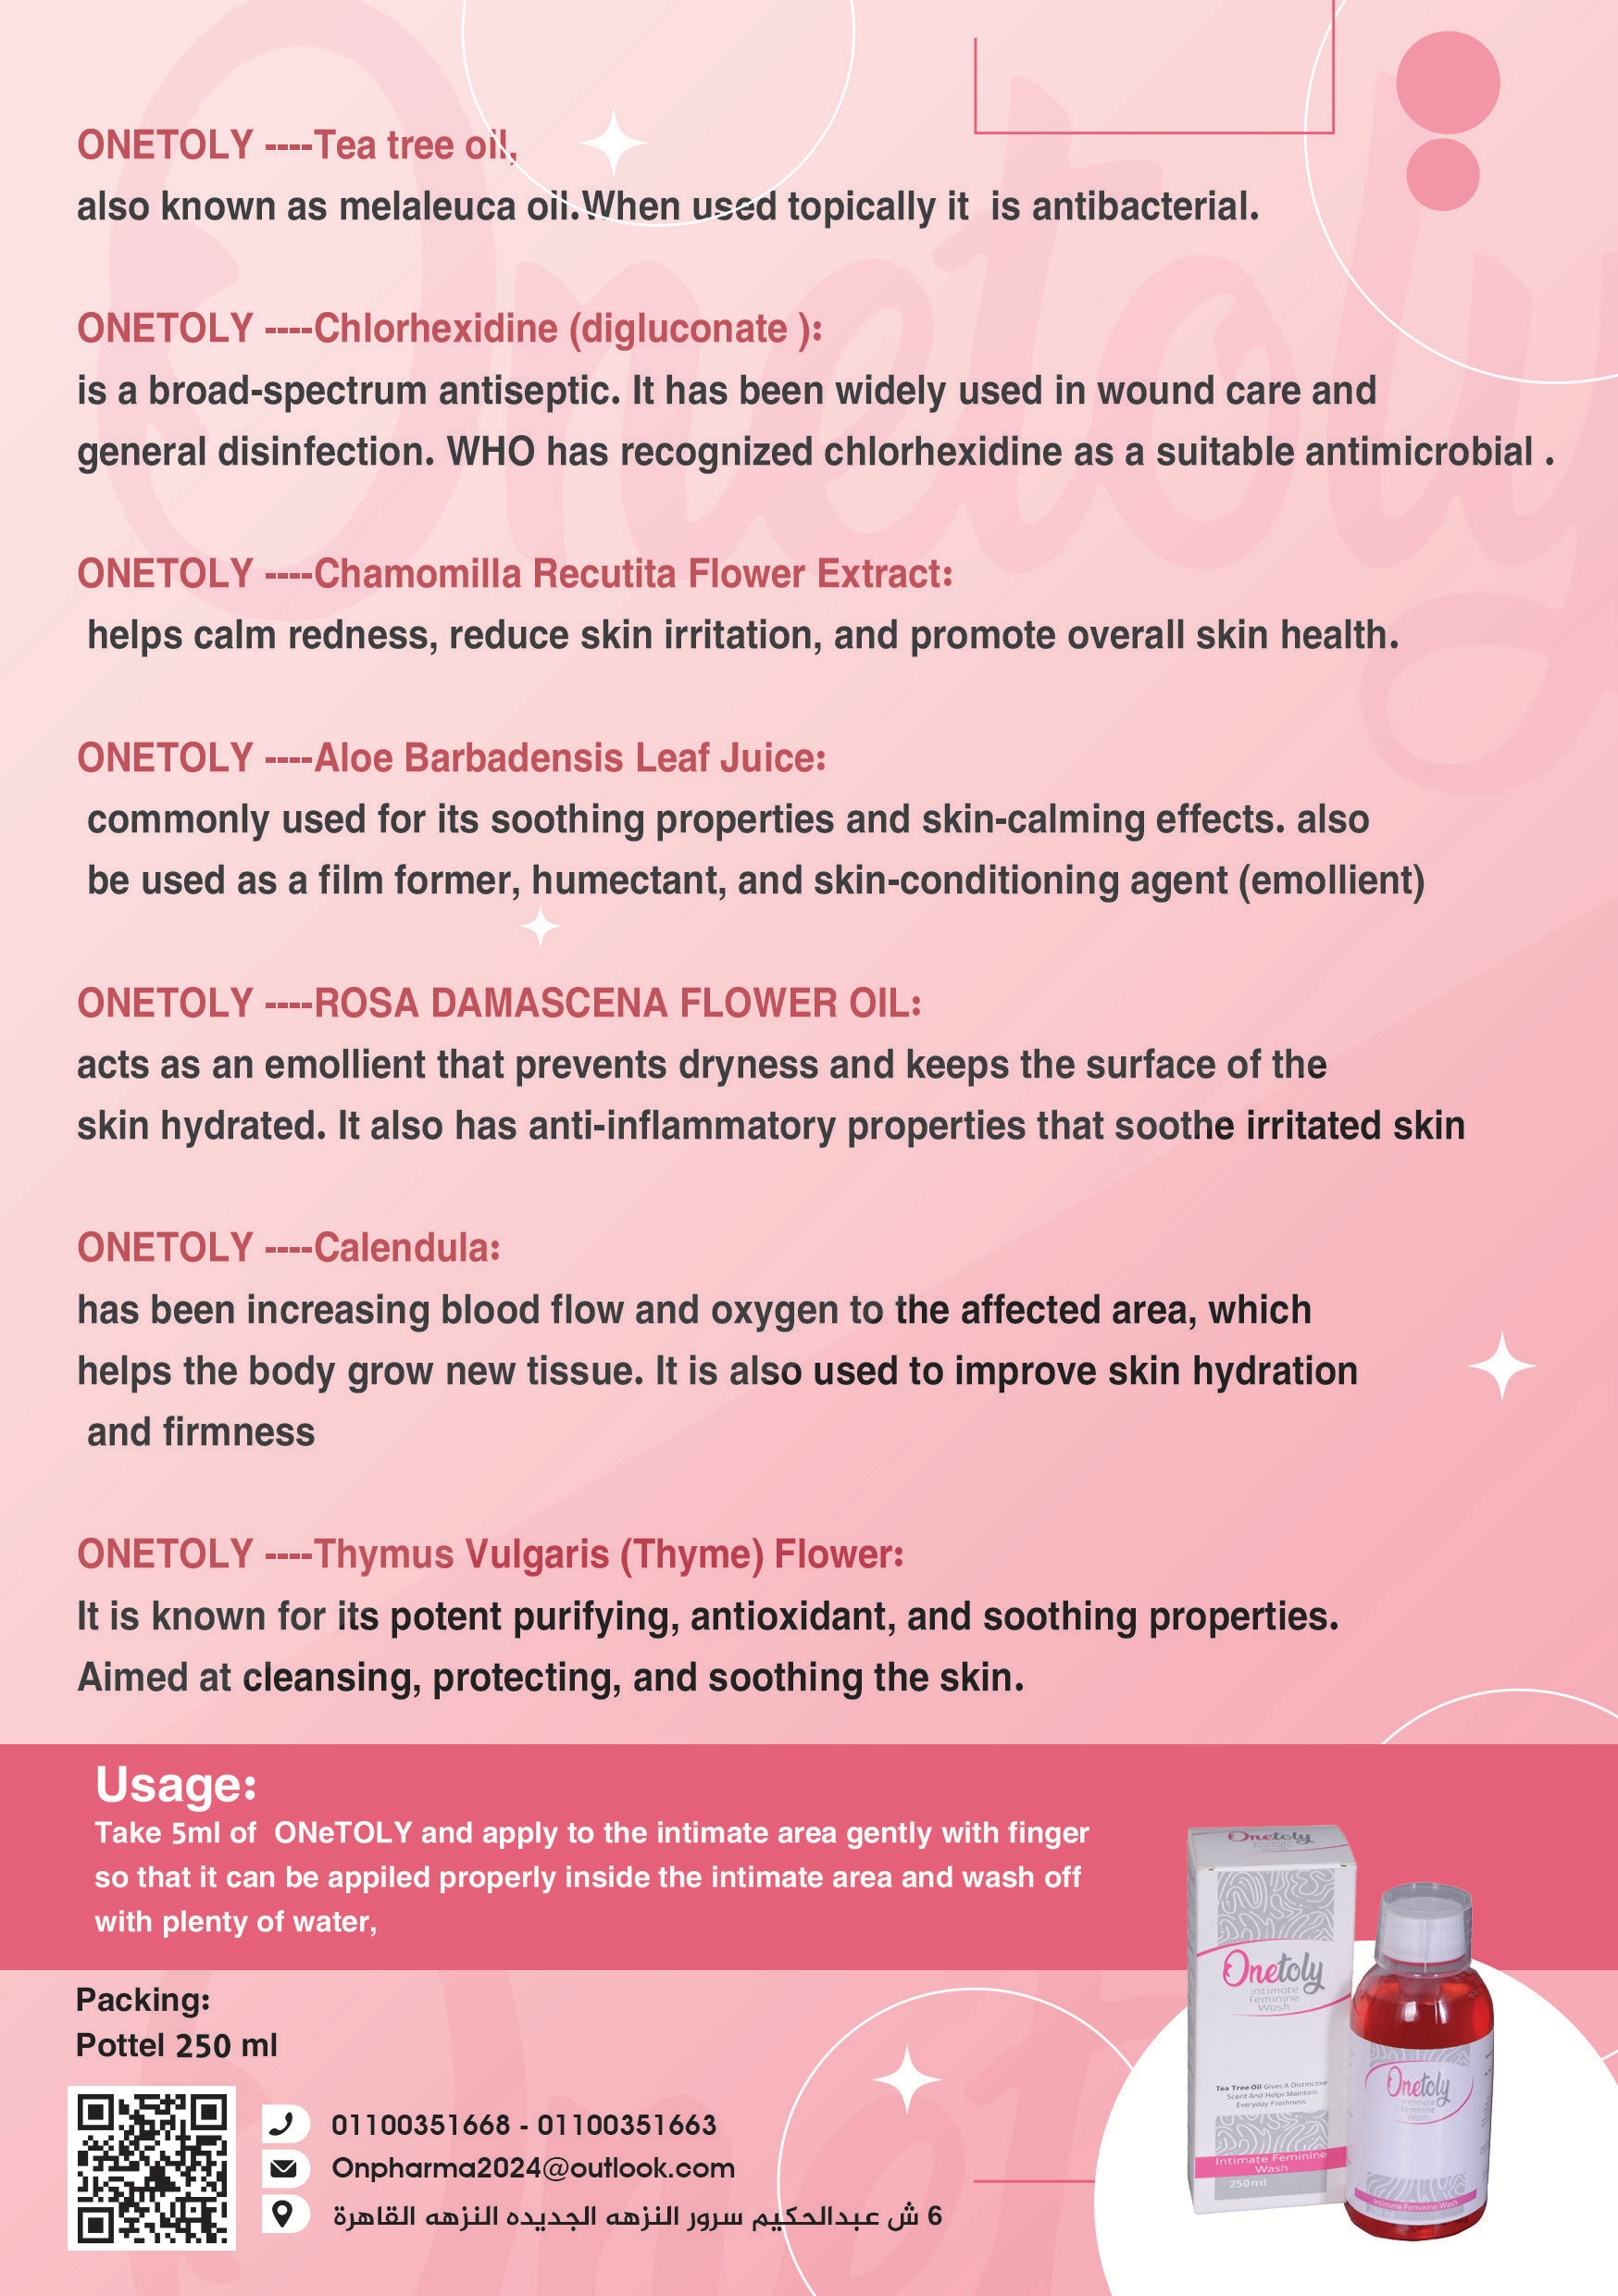 ONETOLY ----Tea tree oil,
also known as melaleuca oil.When used topically it  is antibacterial.
ONETOLY ----Chlorhexidine (digluconate ):
is a broad-spectrum antiseptic. It has been widely used in wound care and
general disinfection. WHO has recognized chlorhexidine as a suitable antimicrobial .
ONETOLY ----Chamomilla Recutita Flower Extract:
helps calm redness, reduce skin irritation, and promote overall skin health.
ONETOLY ----Aloe Barbadensis Leaf Juice:
commonly used for its soothing properties and skin-calming effects. also
be used as a film former, humectant, and skin-conditioning agent (emollient)
ONETOLY ----ROSA DAMASCENA FLOWER OIL:
acts as an emollient that prevents dryness and keeps the surface of the
skin hydrated. It also has anti-inflammatory properties that soothe irritated skin
ONETOLY ----Calendula:
has been increasing blood flow and oxygen to the affected area, which
helps the body grow new tissue. It is also used to improve skin hydration
and firmness
ONETOLY ----Thymus Vulgaris (Thyme) Flower:
It is known for its potent purifying, antioxidant, and soothing properties.
Aimed at cleansing, protecting, and soothing the skin.
Usage:
Take 5ml of  ONeTOLY and apply to the intimate area gently with finger
so that it can be appiled properly inside the intimate area and wash off
with plenty of water,
Packing:
Pottel 250 ml
01100351668 - 01100351663
Onpharma2024@outlook.com
6 ش عبدالحكيم سرور النزهه الجديده النزهه القاهرة
Onetoly
Onetoly
Intimate
Feminine
Wash
Tea Tree Oil Gives A Distinctive
Scent And Helps Maintain
Everyday Freshness
Intimate Feminine
Wash
250ml
Onetoly
Intimate
Feminine
Wash
Intimate Feminine Wash
Onetoly